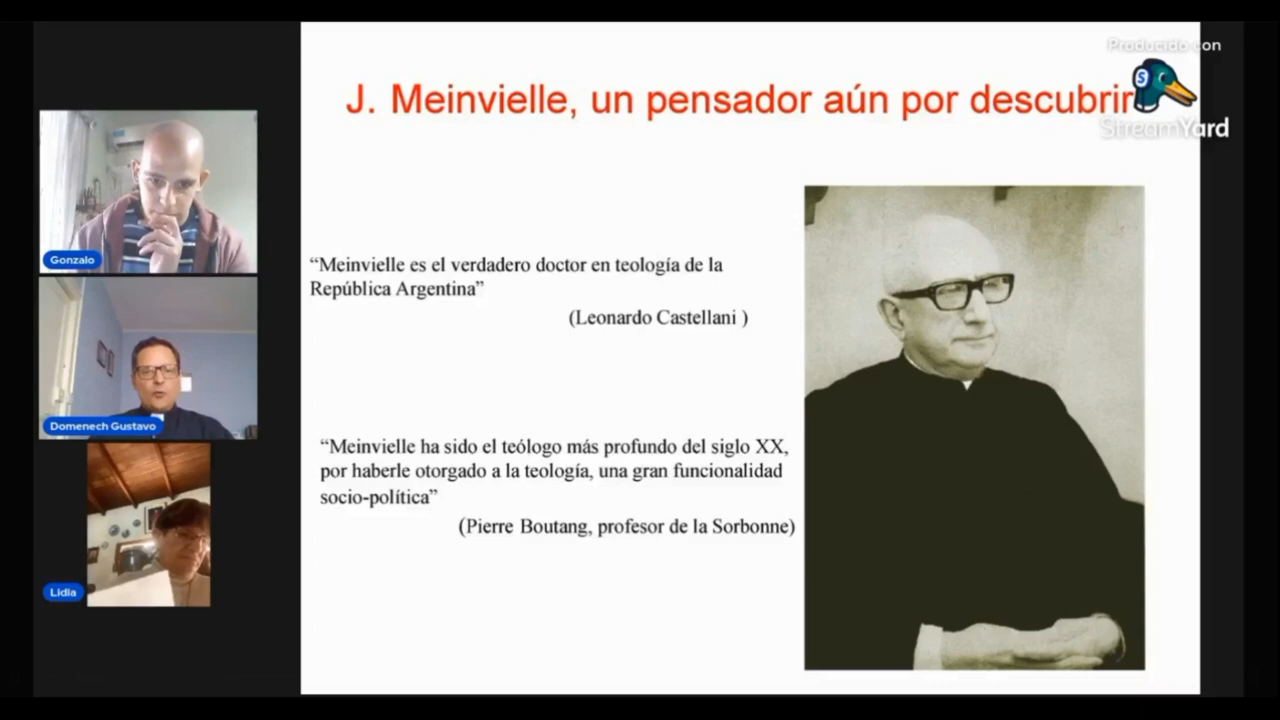 Producido con
StreamYard
J. Meinvielle, un pensador aún por descubrir
“Meinvielle es el verdadero doctor en teología de la
República Argentina”
(Leonardo Castellani )
“Meinvielle ha sido el teólogo más profundo del siglo XX,
por haberle otorgado a la teología, una gran funcionalidad
socio-política”
(Pierre Boutang, profesor de la Sorbonne)
Gonzalo
Domenech Gustavo
Lidia